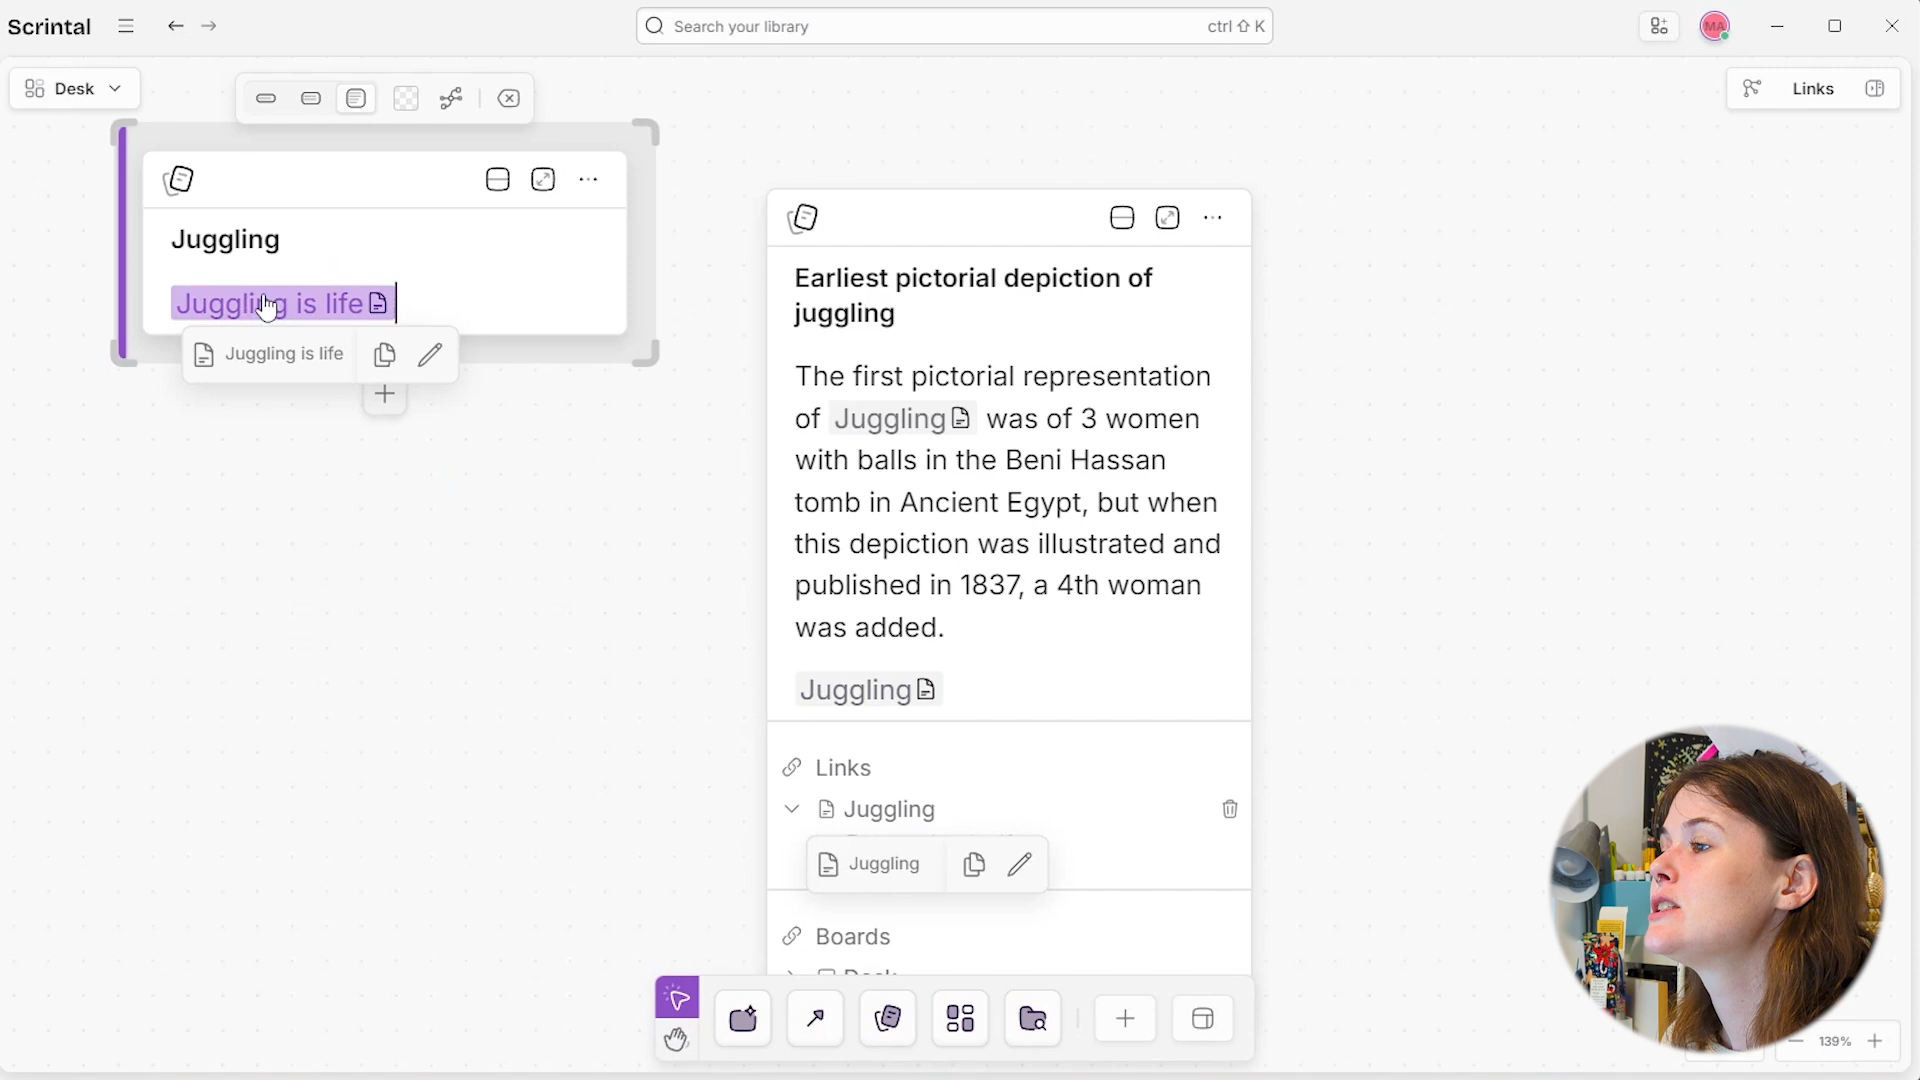 Scrintal
Search your library
ctrl ⇧ K
MA
Desk
Links
Juggling
Juggling is life
Juggling is life
Earliest pictorial depiction of
juggling
The first pictorial representation
of Juggling was of 3 women
with balls in the Beni Hassan
tomb in Ancient Egypt, but when
this depiction was illustrated and
published in 1837, a 4th woman
was added.
Juggling
Links
Juggling
Juggling
Boards
Desk
139%